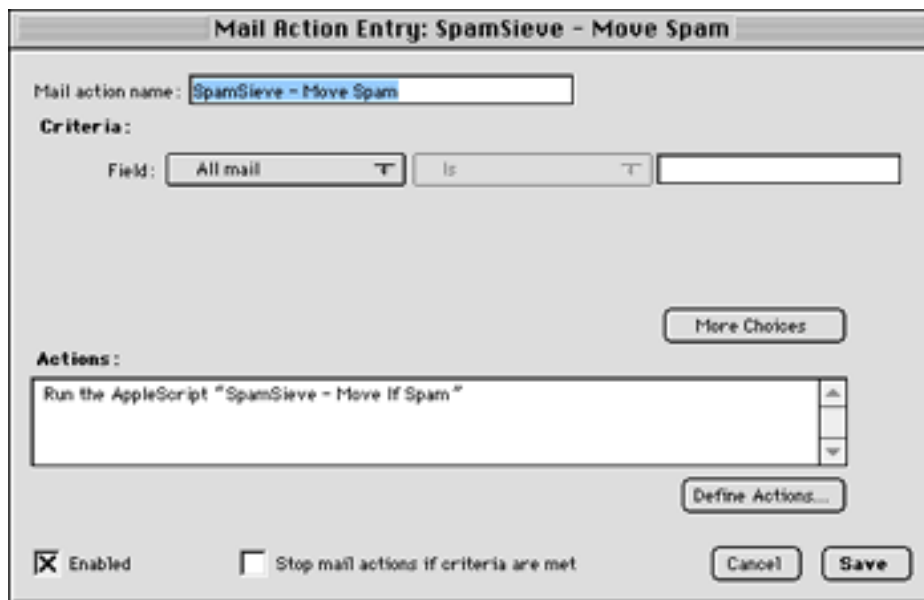 Mail Action Entry: SpamSieve - Move Spam
Mail action name: SpamSieve - Move Spam
Criteria:
Field: All mail Is
More Choices
Actions:
Run the AppleScript "SpamSieve - Move If Spam"
Define Actions...
Enabled Stop mail actions if criteria are met Cancel Save